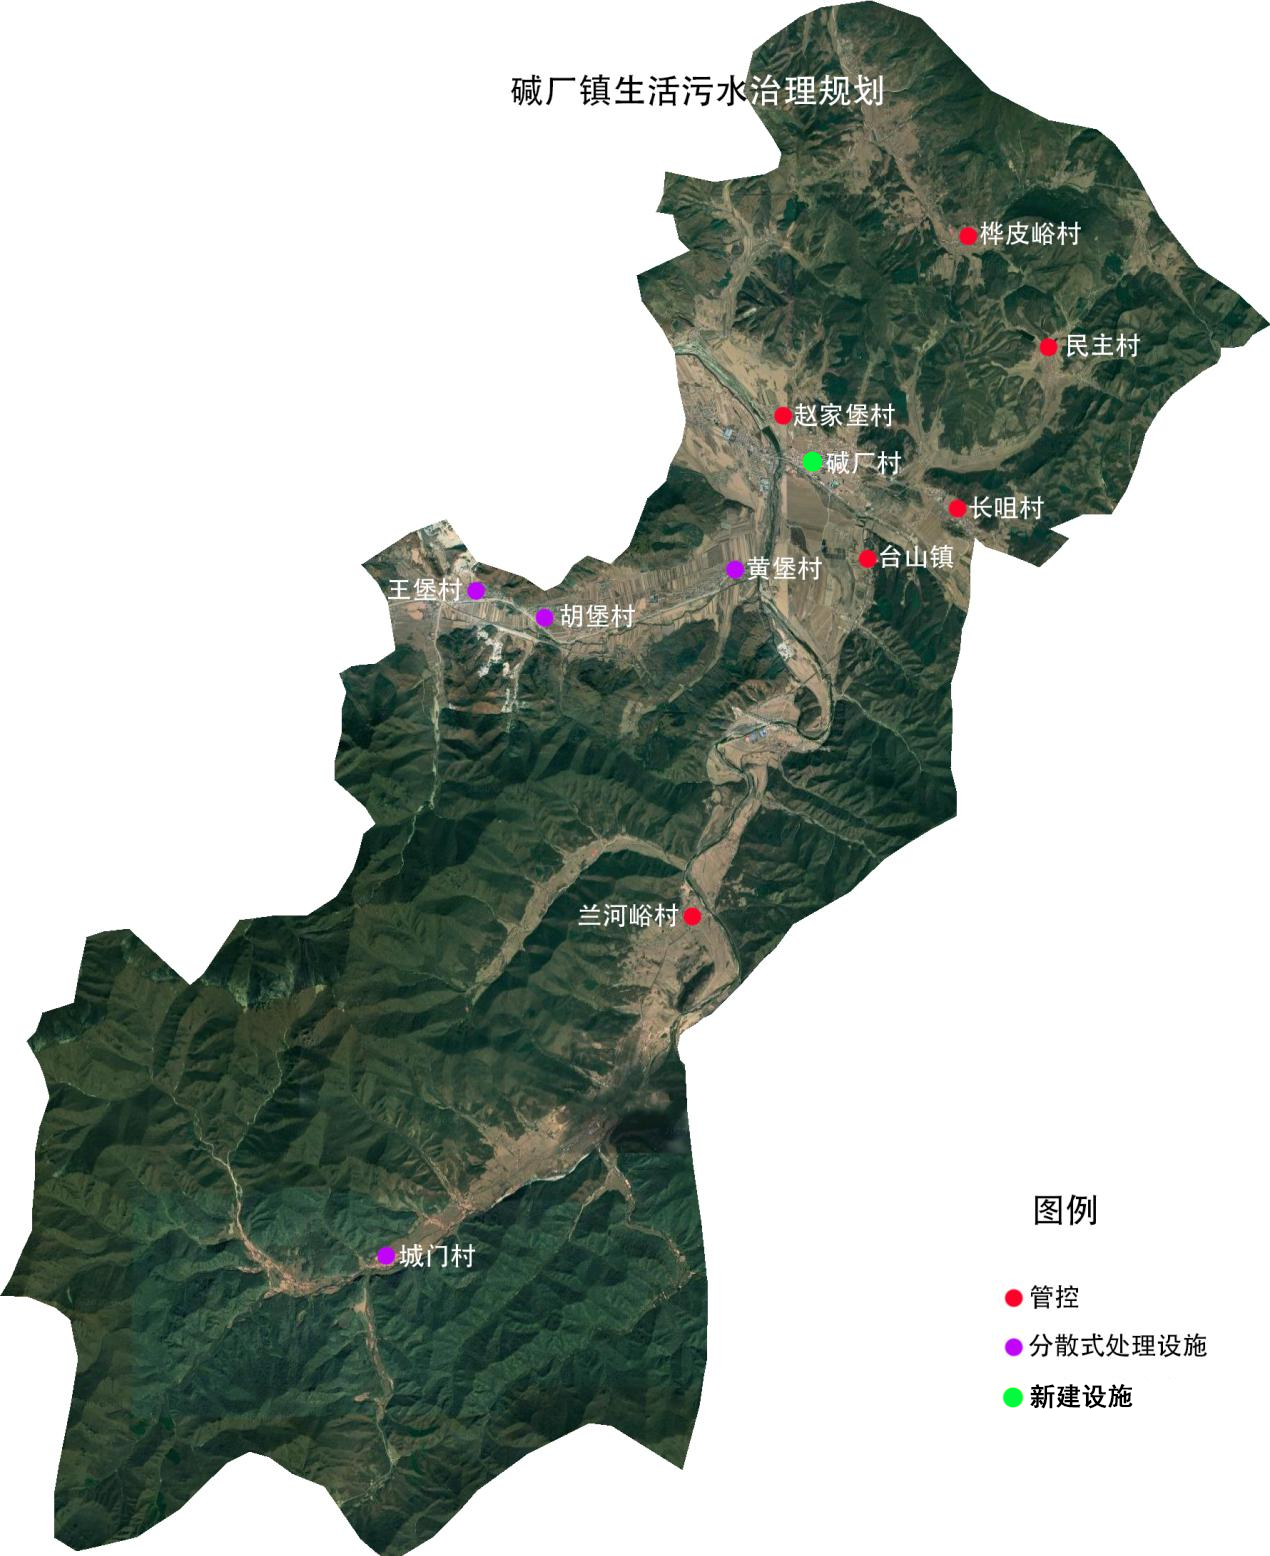 碱厂镇生活污水治理规划
桦皮峪村
民主村
赵家堡村
碱厂村
长咀村
台山镇
黄堡村
王堡村
胡堡村
兰河峪村
城门村
图例
管控
分散式处理设施
新建设施